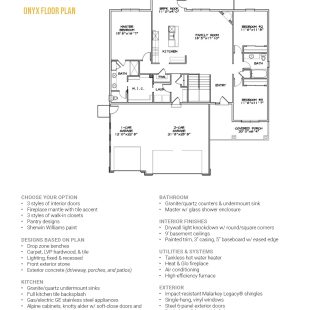 ONYX FLOOR PLAN
MASTER
BEDROOM
KITCHEN
FAMILY ROOM
BEDROOM #2
BATH
W.I.C.
LAUN
BATH
ENTRY
BEDROOM #3
COVERED PORCH
1-CAR
GARAGE
2-CAR
GARAGE
CHOOSE YOUR OPTION
• 3 styles of interior doors
• Fireplace mantle with tile accent
• 3 styles of walk-in closets
• Pantry designs
• Sherwin Williams paint
DESIGNS BASED ON PLAN
• Drop zone benches
• Carpet, LVP hardwood, & tile
• Lighting, fixed & recessed
• Front exterior stone
• Exterior concrete (driveway, porches, and patios)
KITCHEN
• Granite/quartz undermount sinks
• Full kitchen tile backsplash
• Gas/electric GE stainless steel appliances
• Alpine cabinets, knotty alder w/ soft-close doors and
BATHROOM
• Granite/quartz counters & undermount sink
• Master w/ glass shower enclosure
INTERIOR FINISHES
• Drywall light knockdown w/ round/square corners
• 9' basement ceilings
• Painted trim, 3" casing, 5" baseboard w/ eased edge
UTILITIES & SYSTEMS
• Tankless hot water heater
• Heat & Glo fireplace
• Air conditioning
• High-efficiency furnace
EXTERIOR
• Impact-resistant Malarkey Legacy® shingles
• Single-hung, vinyl windows
• Steel 6-panel exterior doors